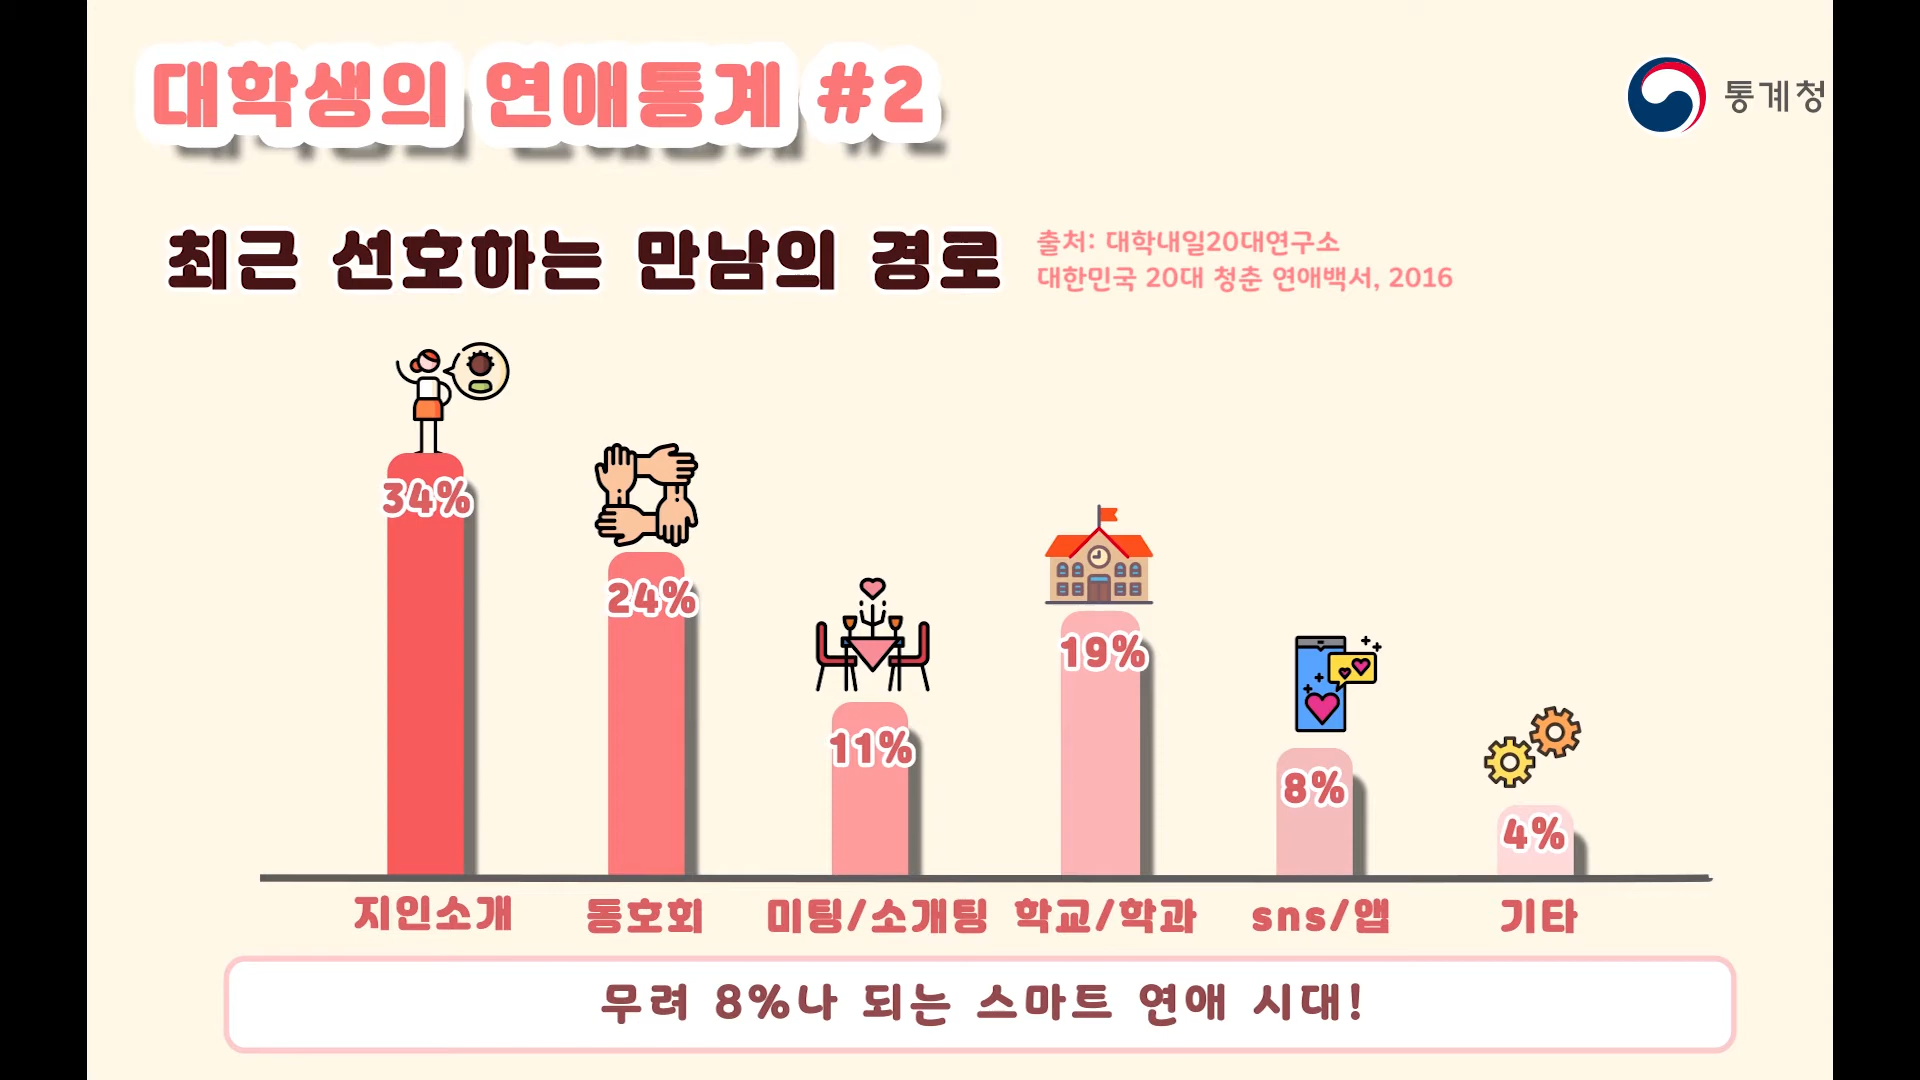 대학생의 연애통계 #2
통계청
최근 선호하는 만남의 경로
출처: 대학내일20대연구소
대한민국 20대 청춘 연애백서, 2016
34%
24%
11%
19%
8%
4%
지인소개
동호회
미팅/소개팅
학교/학과
sns/앱
기타
무려 8%나 되는 스마트 연애 시대!